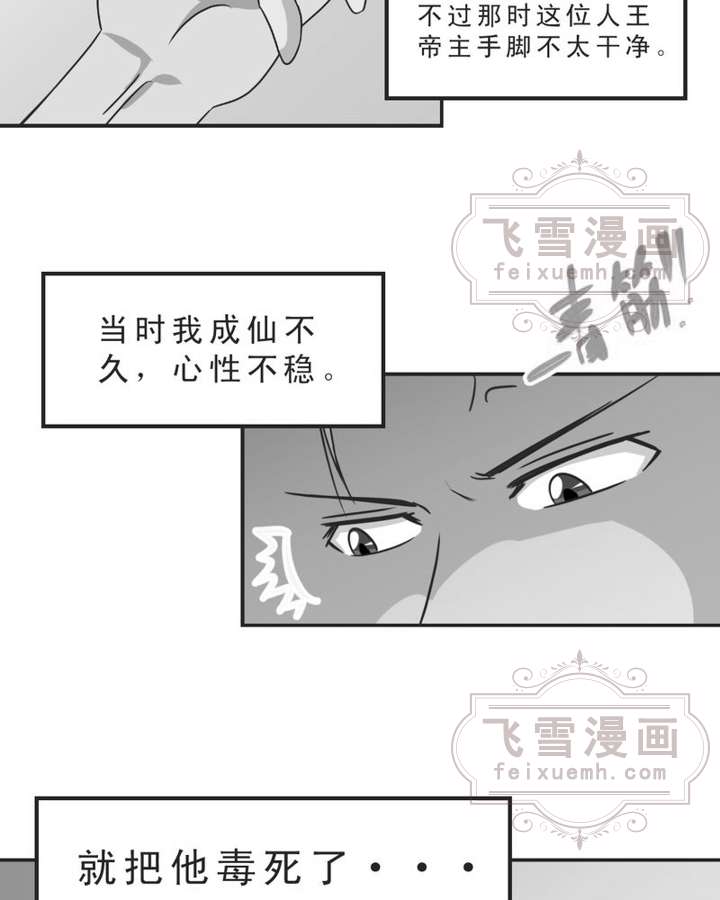 不过那时这位人王
帝主手脚不太干净。
飞雪漫画
feixuemh.com
青筋!!
当时我成仙不
久，心性不稳。
飞雪漫画
feixuemh.com
就把他毒死了···